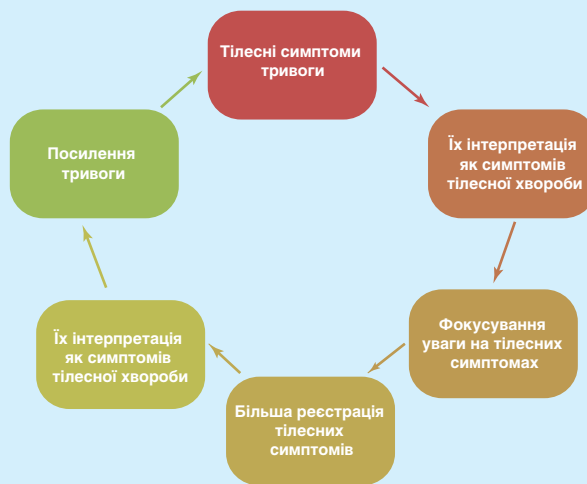 Тілесні симптоми
тривоги
Їх інтерпретація
як симптомів
тілесної хвороби
Фокусування
уваги на тілесних
симптомах
Більша реєстрація
тілесних
симптомів
Їх інтерпретація
як симптомів
тілесної хвороби
Посилення
тривоги